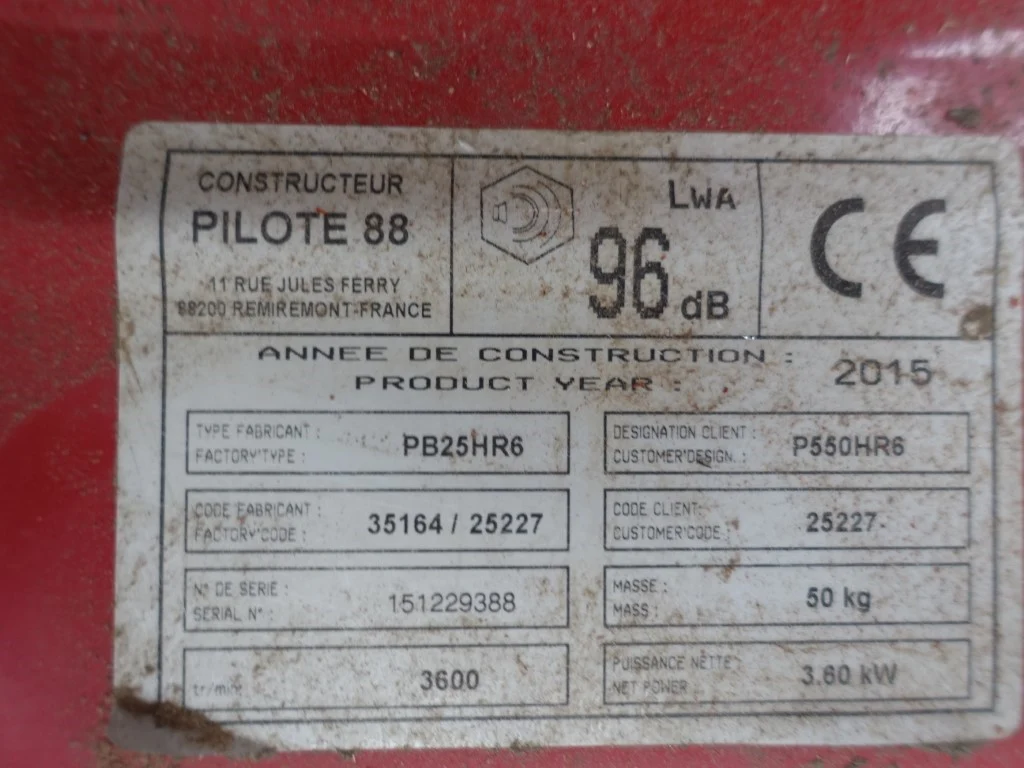 CONSTRUCTEUR
PILOTE 88
11 RUE JULES FERRY
88200 REMIREMONT-FRANCE
LWA
96 dB
CE
ANNEE DE CONSTRUCTION :
PRODUCT YEAR :
2015
TYPE FABRICANT :
FACTORY TYPE :
PB25HR6
DESIGNATION CLIENT :
CUSTOMER DESIGN. :
P550HR6
CODE FABRICANT :
FACTORY CODE :
35164 / 25227
CODE CLIENT:
CUSTOMER CODE :
25227
N° DE SERIE :
SERIAL N° :
151229388
MASSE :
MASS :
50 kg
tr/min:
3600
PUISSANCE NETTE :
NET POWER
3.60 kW